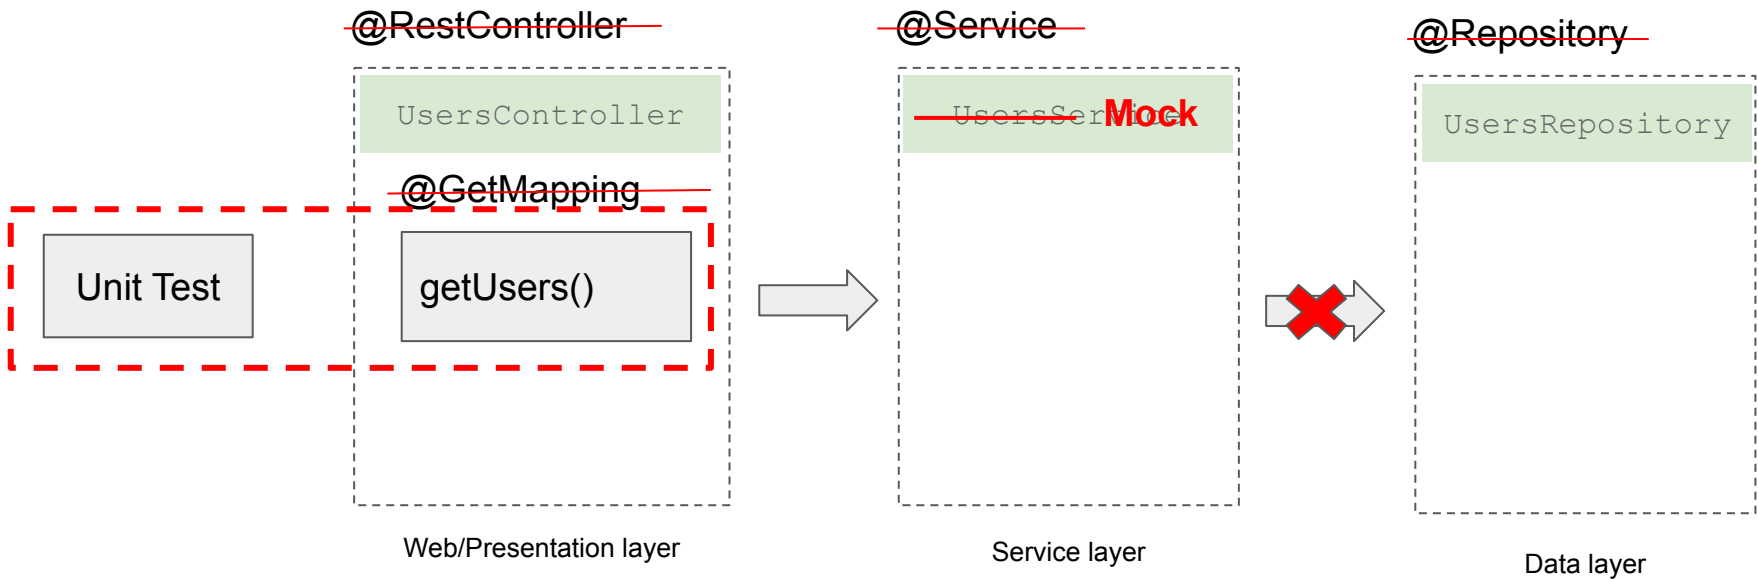 @RestController
@Service
@Repository
UsersController
UsersService
Mock
UsersRepository
@GetMapping
Unit Test
getUsers()
Web/Presentation layer
Service layer
Data layer